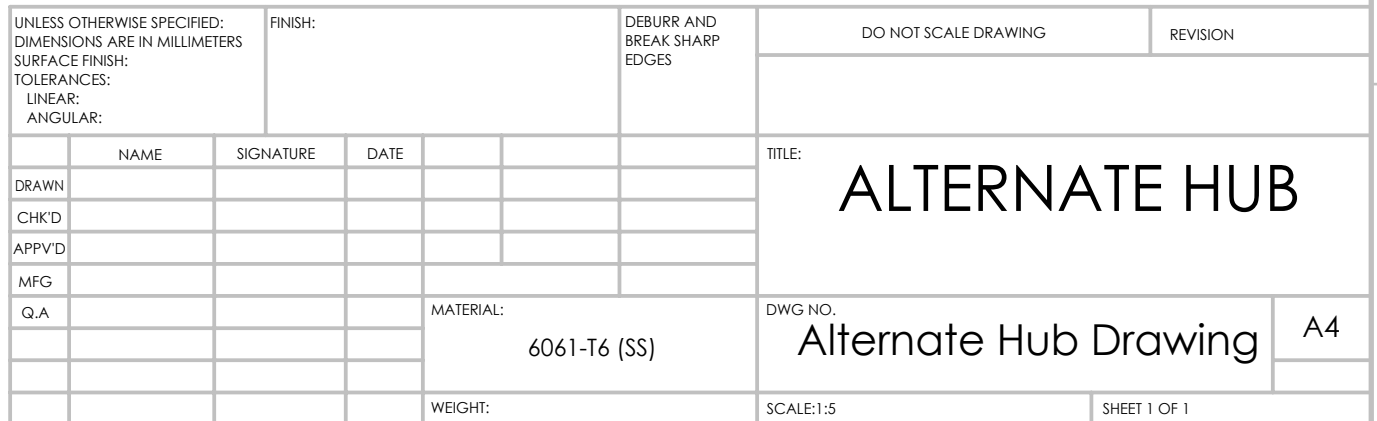 UNLESS OTHERWISE SPECIFIED:
DIMENSIONS ARE IN MILLIMETERS
SURFACE FINISH:
TOLERANCES:
LINEAR:
ANGULAR:
FINISH:
DEBURR AND
BREAK SHARP
EDGES
DO NOT SCALE DRAWING
REVISION
NAME
SIGNATURE
DATE
DRAWN
CHK'D
APPV'D
MFG
Q.A
TITLE:
ALTERNATE HUB
MATERIAL:
6061-T6 (SS)
DWG NO.
Alternate Hub Drawing
A4
WEIGHT:
SCALE:1:5
SHEET 1 OF 1